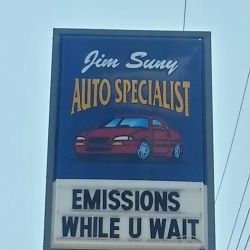 Jim Suny
AUTO SPECIALIST
EMISSIONS
WHILE U WAIT